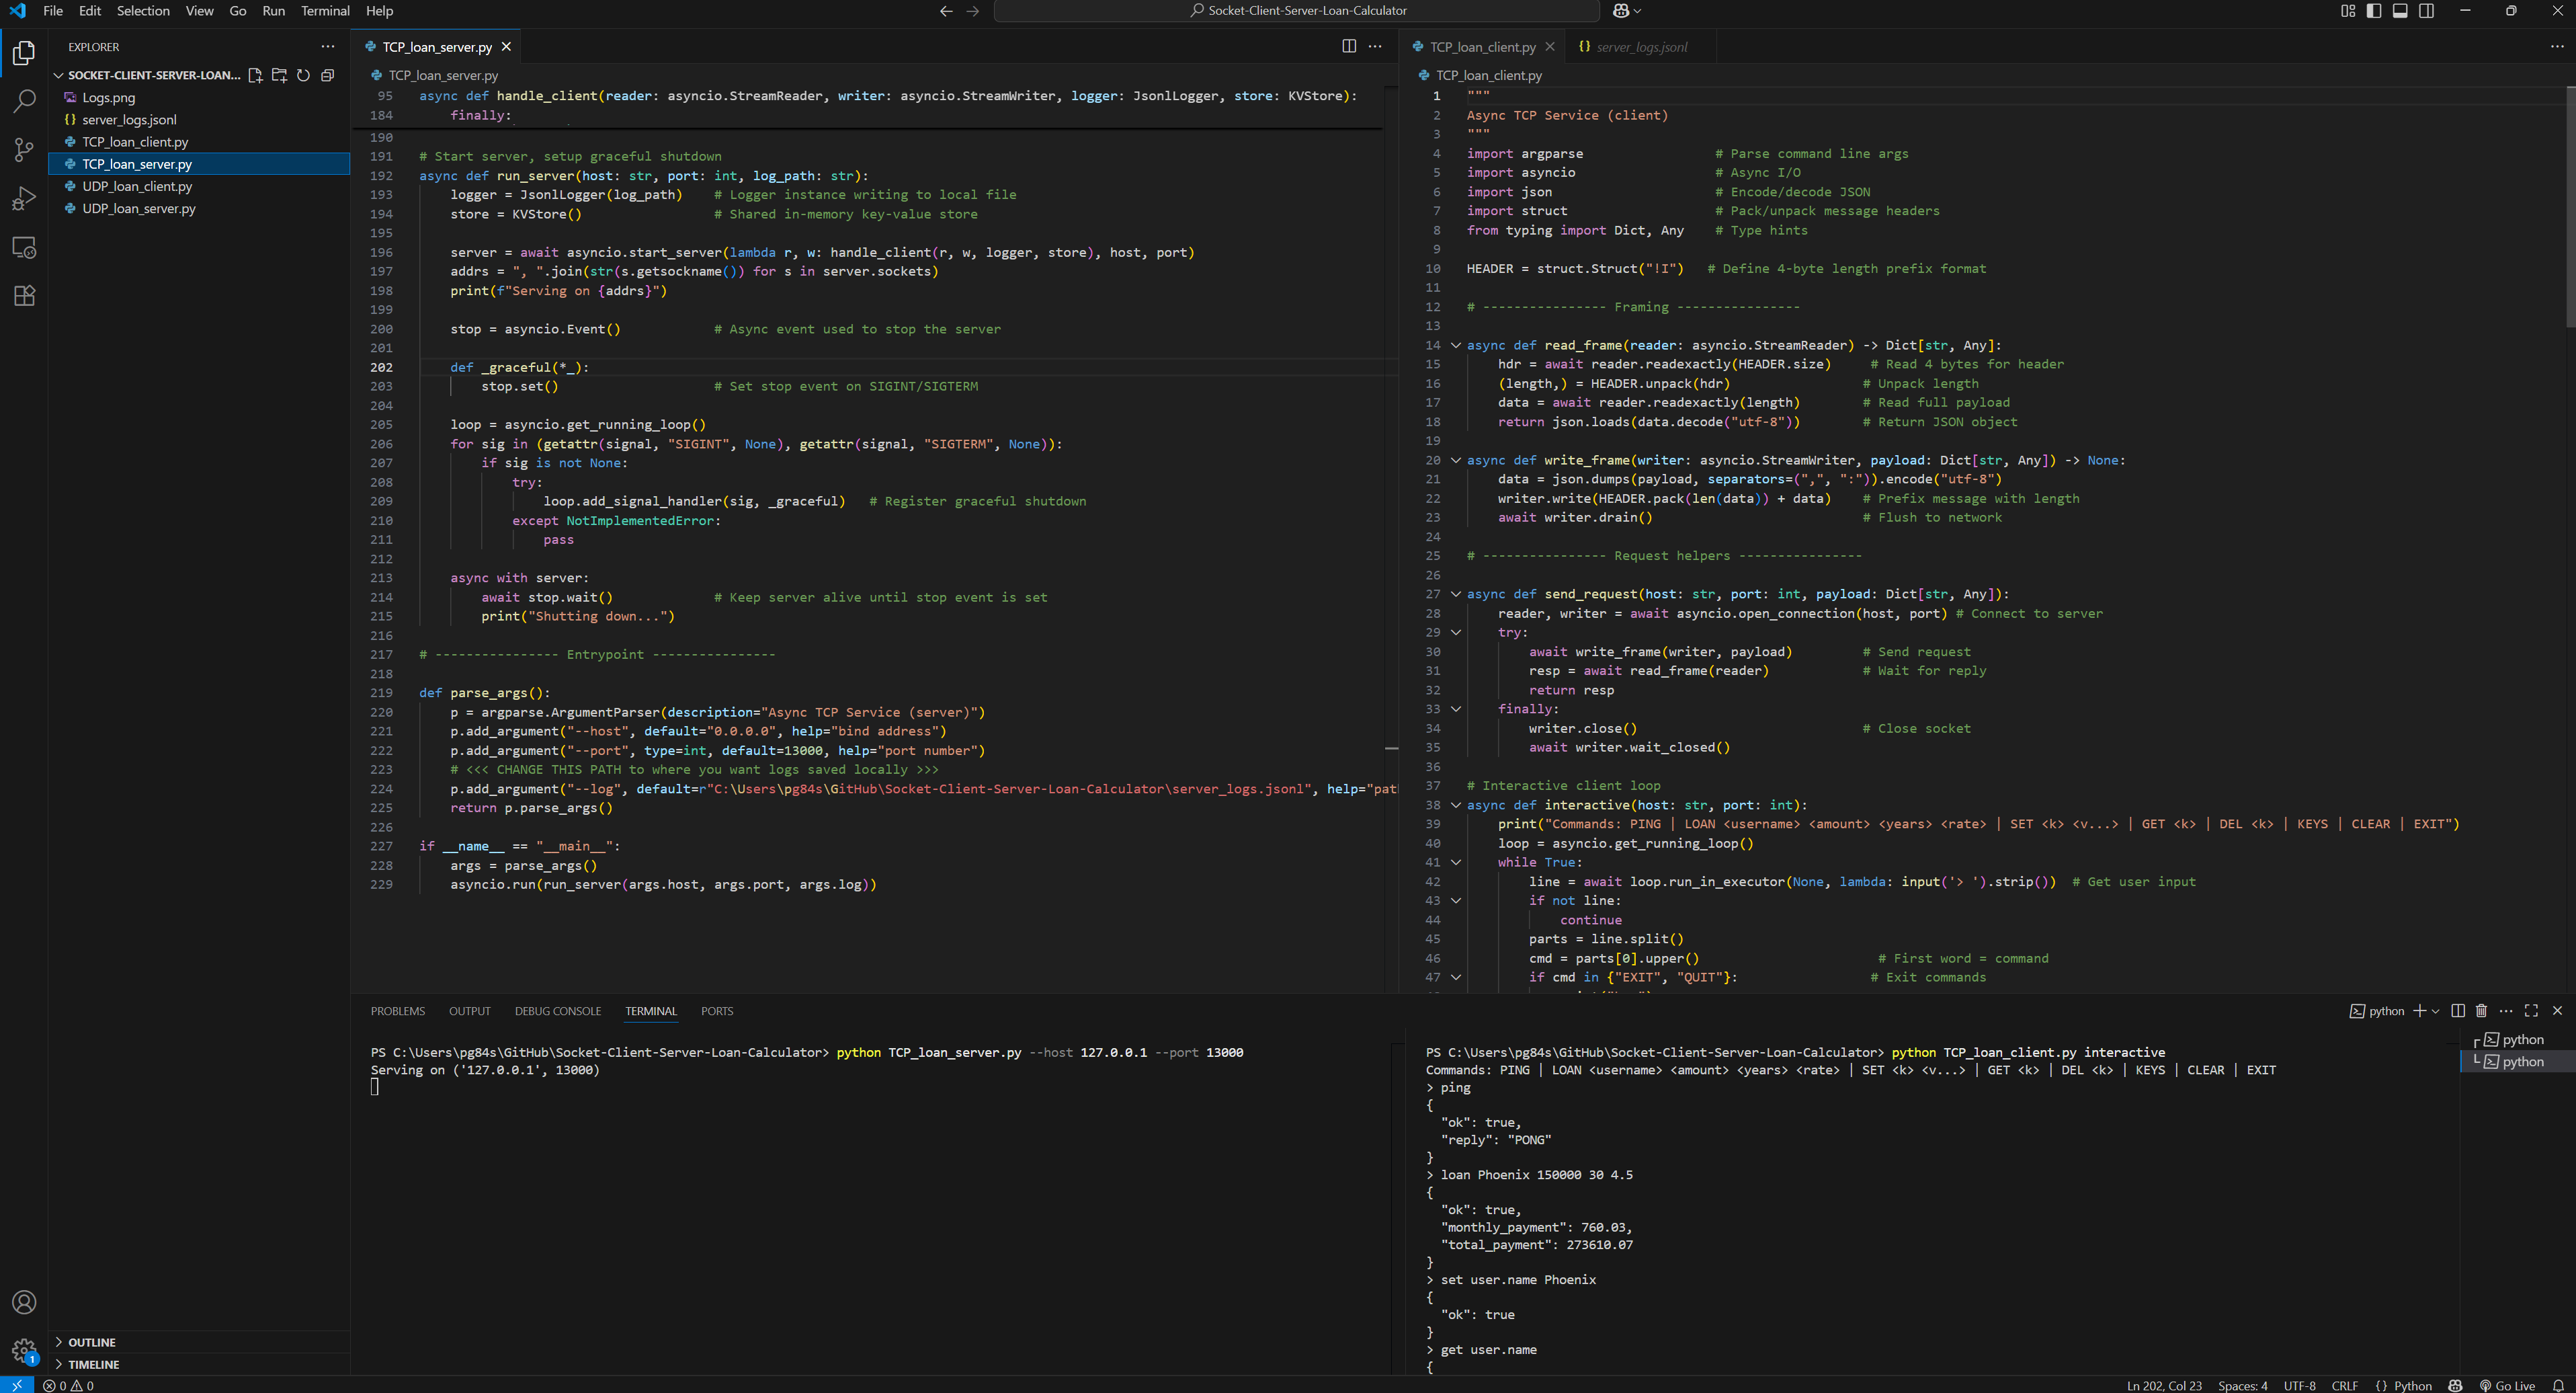 File Edit Selection View Go Run Terminal Help
Socket-Client-Server-Loan-Calculator
EXPLORER
SOCKET-CLIENT-SERVER-LOAN...
Logs.png
{} server_logs.jsonl
TCP_loan_client.py
TCP_loan_server.py
UDP_loan_client.py
UDP_loan_server.py
OUTLINE
TIMELINE
TCP_loan_server.py
TCP_loan_server.py
95 async def handle_client(reader: asyncio.StreamReader, writer: asyncio.StreamWriter, logger: JsonlLogger, store: KVStore):
184 finally:
190
191 # Start server, setup graceful shutdown
192 async def run_server(host: str, port: int, log_path: str):
193 logger = JsonlLogger(log_path) # Logger instance writing to local file
194 store = KVStore() # Shared in-memory key-value store
195
196 server = await asyncio.start_server(lambda r, w: handle_client(r, w, logger, store), host, port)
197 addrs = ", ".join(str(s.getsockname()) for s in server.sockets)
198 print(f"Serving on {addrs}")
199
200 stop = asyncio.Event() # Async event used to stop the server
201
202 def _graceful(*_):
203 stop.set() # Set stop event on SIGINT/SIGTERM
204
205 loop = asyncio.get_running_loop()
206 for sig in (getattr(signal, "SIGINT", None), getattr(signal, "SIGTERM", None)):
207 if sig is not None:
208 try:
209 loop.add_signal_handler(sig, _graceful) # Register graceful shutdown
210 except NotImplementedError:
211 pass
212
213 async with server:
214 await stop.wait() # Keep server alive until stop event is set
215 print("Shutting down...")
216
217 # ---------------- Entrypoint ----------------
218
219 def parse_args():
220 p = argparse.ArgumentParser(description="Async TCP Service (server)")
221 p.add_argument("--host", default="0.0.0.0", help="bind address")
222 p.add_argument("--port", type=int, default=13000, help="port number")
223 # <<< CHANGE THIS PATH to where you want logs saved locally >>>
224 p.add_argument("--log", default=r"C:\Users\pg84s\GitHub\Socket-Client-Server-Loan-Calculator\server_logs.jsonl", help="pat
225 return p.parse_args()
226
227 if __name__ == "__main__":
228 args = parse_args()
229 asyncio.run(run_server(args.host, args.port, args.log))
TCP_loan_client.py {} server_logs.jsonl
TCP_loan_client.py
1 """
2 Async TCP Service (client)
3 """
4 import argparse # Parse command line args
5 import asyncio # Async I/O
6 import json # Encode/decode JSON
7 import struct # Pack/unpack message headers
8 from typing import Dict, Any # Type hints
9
10 HEADER = struct.Struct("!I") # Define 4-byte length prefix format
11
12 # ---------------- Framing ----------------
13
14 async def read_frame(reader: asyncio.StreamReader) -> Dict[str, Any]:
15 hdr = await reader.readexactly(HEADER.size) # Read 4 bytes for header
16 (length,) = HEADER.unpack(hdr) # Unpack length
17 data = await reader.readexactly(length) # Read full payload
18 return json.loads(data.decode("utf-8")) # Return JSON object
19
20 async def write_frame(writer: asyncio.StreamWriter, payload: Dict[str, Any]) -> None:
21 data = json.dumps(payload, separators=(",", ":")).encode("utf-8")
22 writer.write(HEADER.pack(len(data)) + data) # Prefix message with length
23 await writer.drain() # Flush to network
24
25 # ---------------- Request helpers ----------------
26
27 async def send_request(host: str, port: int, payload: Dict[str, Any]):
28 reader, writer = await asyncio.open_connection(host, port) # Connect to server
29 try:
30 await write_frame(writer, payload) # Send request
31 resp = await read_frame(reader) # Wait for reply
32 return resp
33 finally:
34 writer.close() # Close socket
35 await writer.wait_closed()
36
37 # Interactive client loop
38 async def interactive(host: str, port: int):
39 print("Commands: PING | LOAN <username> <amount> <years> <rate> | SET <k> <v...> | GET <k> | DEL <k> | KEYS | CLEAR | EXIT")
40 loop = asyncio.get_running_loop()
41 while True:
42 line = await loop.run_in_executor(None, lambda: input('> ').strip()) # Get user input
43 if not line:
44 continue
45 parts = line.split()
46 cmd = parts[0].upper() # First word = command
47 if cmd in {"EXIT", "QUIT"}: # Exit commands
PROBLEMS OUTPUT DEBUG CONSOLE TERMINAL PORTS
python
PS C:\Users\pg84s\GitHub\Socket-Client-Server-Loan-Calculator> python TCP_loan_server.py --host 127.0.0.1 --port 13000
Serving on ('127.0.0.1', 13000)
PS C:\Users\pg84s\GitHub\Socket-Client-Server-Loan-Calculator> python TCP_loan_client.py interactive
Commands: PING | LOAN <username> <amount> <years> <rate> | SET <k> <v...> | GET <k> | DEL <k> | KEYS | CLEAR | EXIT
> ping
{
"ok": true,
"reply": "PONG"
}
> loan Phoenix 150000 30 4.5
{
"ok": true,
"monthly_payment": 760.03,
"total_payment": 273610.07
}
> set user.name Phoenix
{
"ok": true
}
> get user.name
{
python
python
1
0 0
Ln 202, Col 23 Spaces: 4 UTF-8 CRLF {} Python Go Live